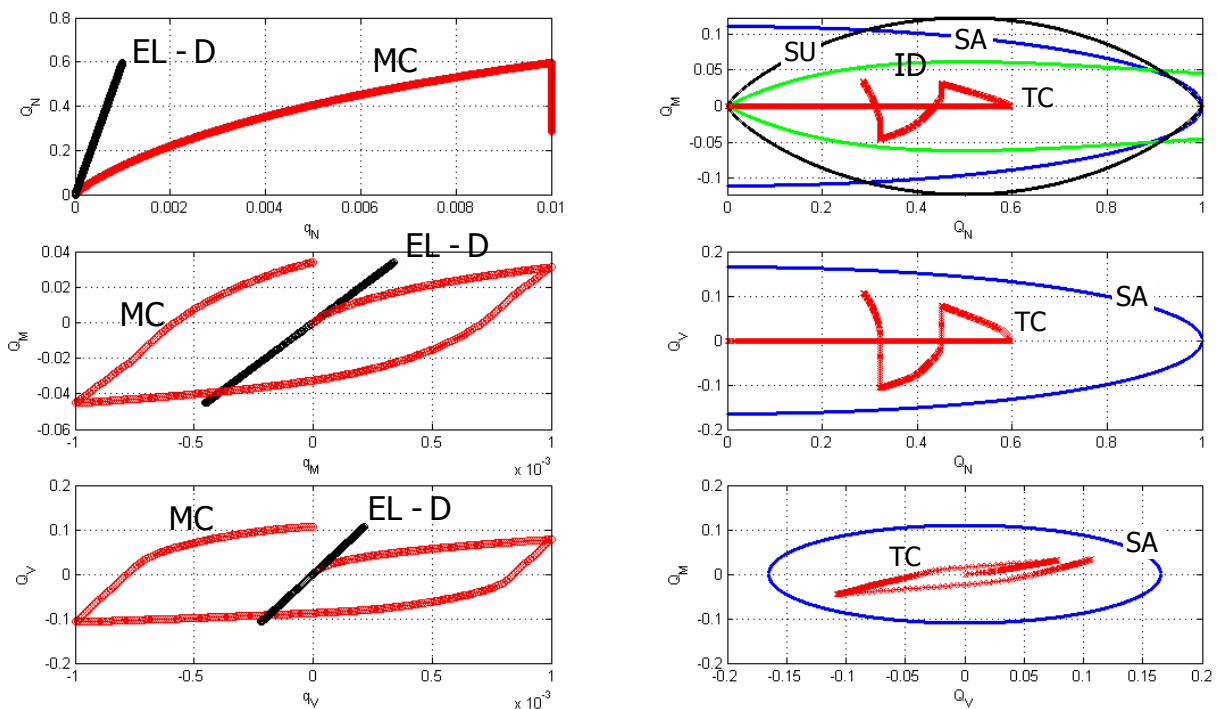 0.8
0.6
0.4
0.2
0
EL - D
MC
Q_N
0
0.002
0.004
0.006
0.008
0.01
q_N
0.1
0.05
0
-0.05
-0.1
SU
SA
ID
TC
Q_M
0
0.2
0.4
0.6
0.8
1
Q_N
0.04
0.02
0
-0.02
-0.04
0.06
EL - D
MC
Q_M
-1
-0.5
0
0.5
1
q_M
x 10^-3
0.2
0.1
0
-0.1
-0.2
SA
TC
Q_V
0
0.2
0.4
0.6
0.8
1
Q_N
0.2
0.1
0
-0.1
-0.2
MC
EL - D
Q_V
-1
-0.5
0
0.5
1
q_V
x 10^-3
0.2
0.1
0
-0.1
-0.2
TC
SA
Q_M
-0.2
-0.15
-0.1
-0.05
0
0.05
0.1
0.15
0.2
Q_V